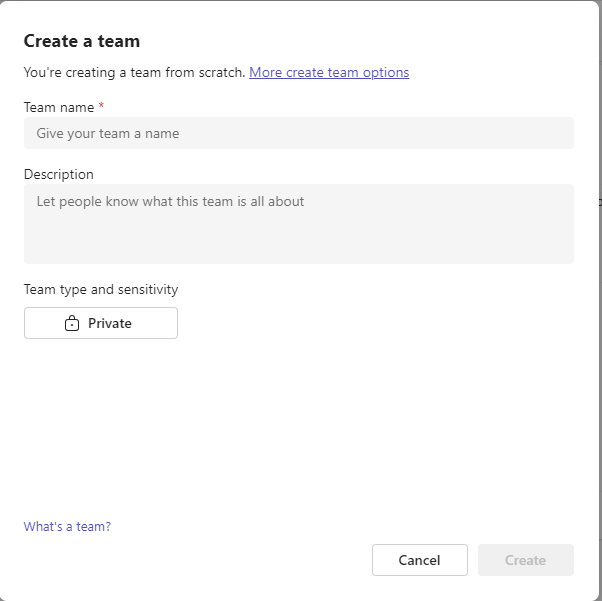 Create a team
You're creating a team from scratch. More create team options
Team name *
Give your team a name
Description
Let people know what this team is all about
Team type and sensitivity
Private
What's a team?
Cancel
Create